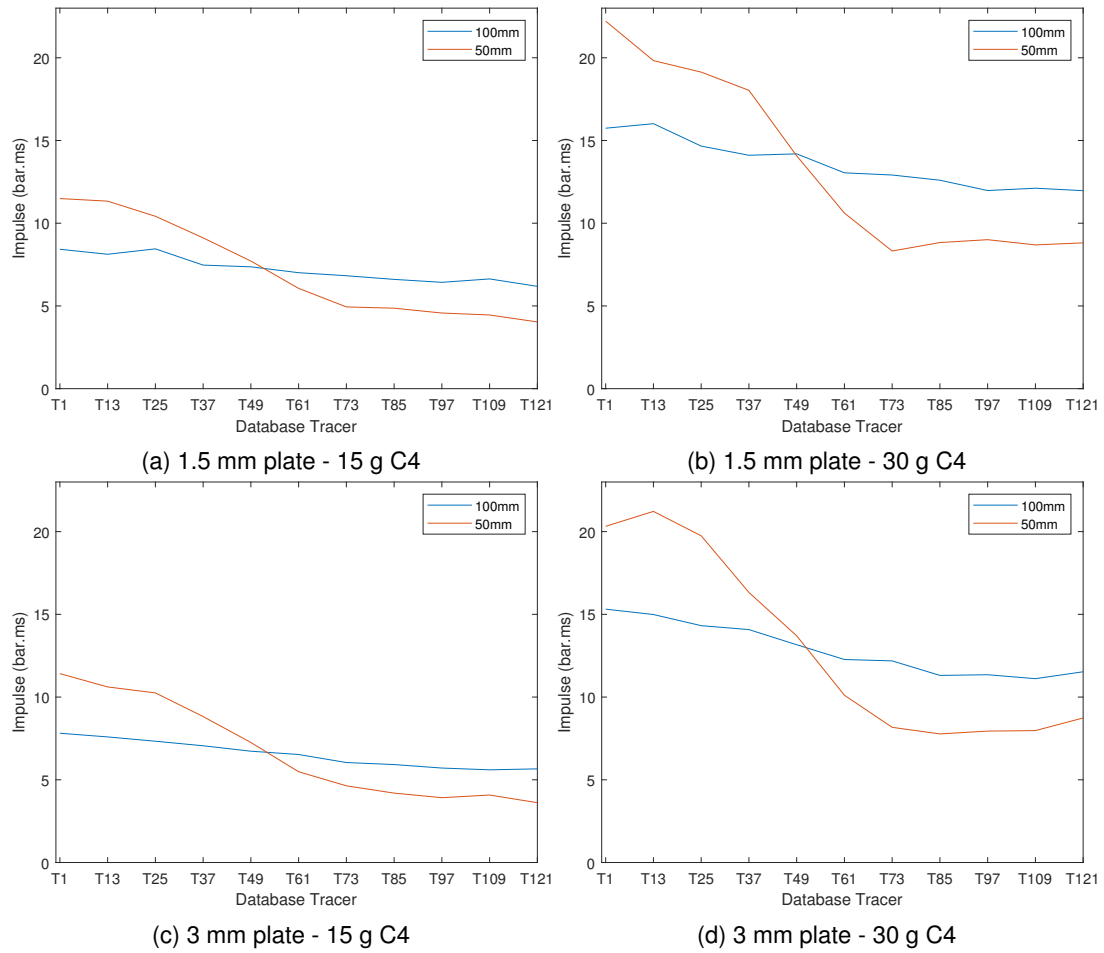 20
15
10
5
0
Impulse (bar.ms)
100mm
50mm
T1 T13 T25 T37 T49 T61 T73 T85 T97 T109 T121
Database Tracer
(a) 1.5 mm plate - 15 g C4
20
15
10
5
0
Impulse (bar.ms)
100mm
50mm
T1 T13 T25 T37 T49 T61 T73 T85 T97 T109 T121
Database Tracer
(b) 1.5 mm plate - 30 g C4
20
15
10
5
0
Impulse (bar.ms)
100mm
50mm
T1 T13 T25 T37 T49 T61 T73 T85 T97 T109 T121
Database Tracer
(c) 3 mm plate - 15 g C4
20
15
10
5
0
Impulse (bar.ms)
100mm
50mm
T1 T13 T25 T37 T49 T61 T73 T85 T97 T109 T121
Database Tracer
(d) 3 mm plate - 30 g C4